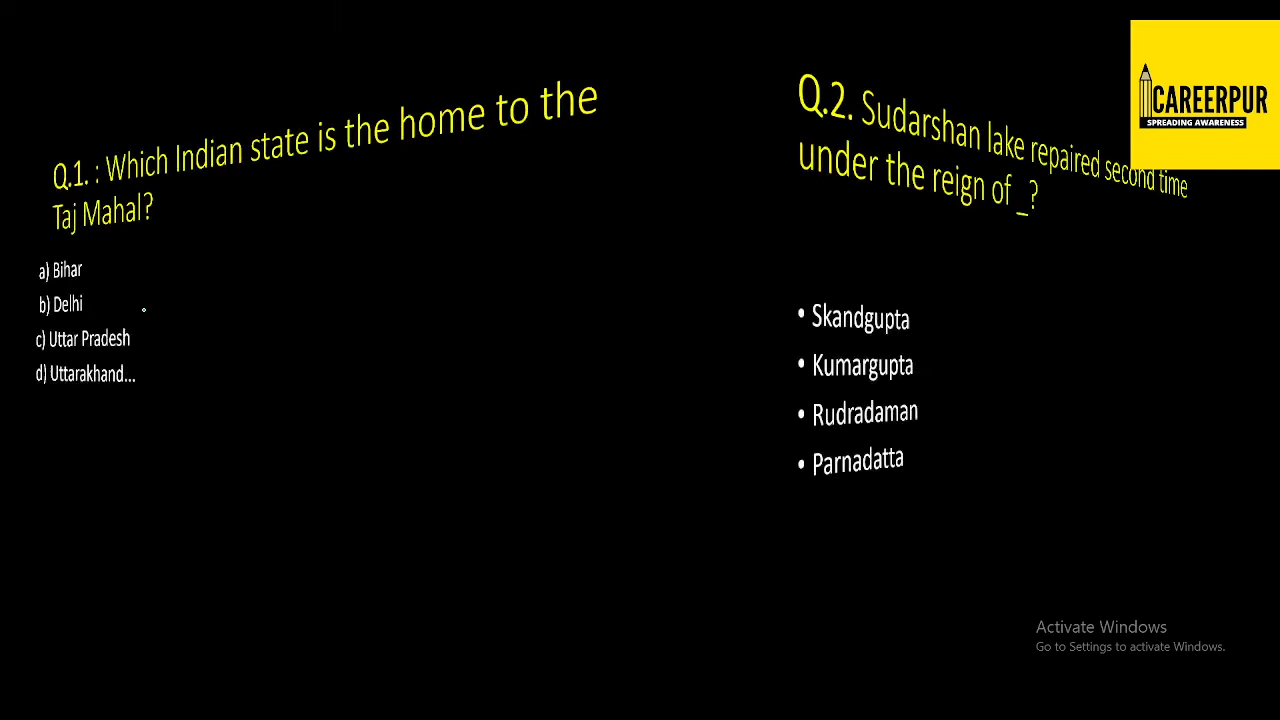 Q.1. : Which Indian state is the home to the
Taj Mahal?
a) Bihar
b) Delhi
c) Uttar Pradesh
d) Uttarakhand...
Q.2. Sudarshan lake repaired second time
under the reign of _?
• Skandgupta
• Kumargupta
• Rudradaman
• Parnadatta
CAREERPUR
SPREADING AWARENESS
Activate Windows
Go to Settings to activate Windows.